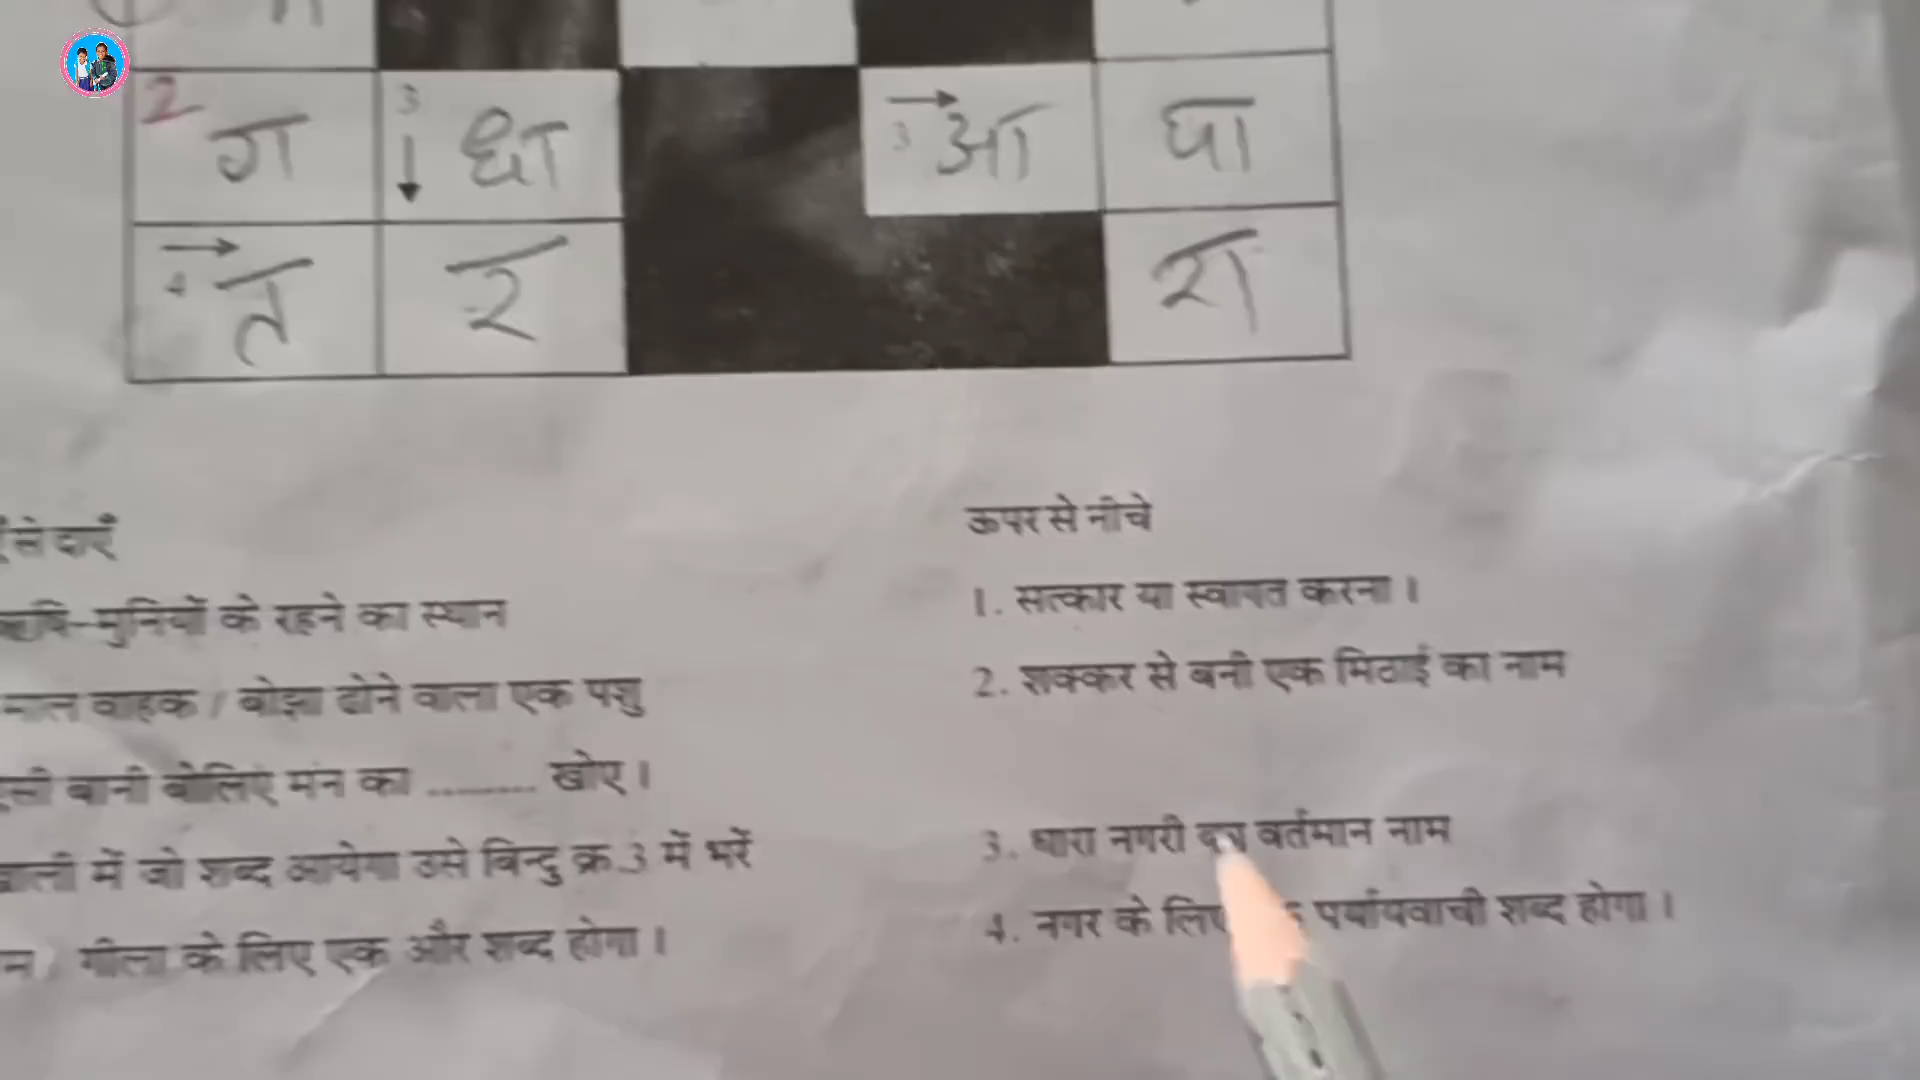 2 ग 3 धा 3 आ पा
4 त र रा
से दाएँ
ऊपर से नीचे
ऋषि-मुनियों के रहने का स्थान
1. सत्कार या स्वागत करना ।
माल वाहक / बोझा ढोने वाला एक पशु
2. शक्कर से बनी एक मिठाई का नाम
बानी बोलिए मन का ......... खोए ।
3. धारा नगरी का वर्तमान नाम
में जो शब्द आयेगा उसे बिन्दु क्र 3 में भरें
4. नगर के लिए पर्यायवाची शब्द होगा ।
गीला के लिए एक और शब्द होगा ।